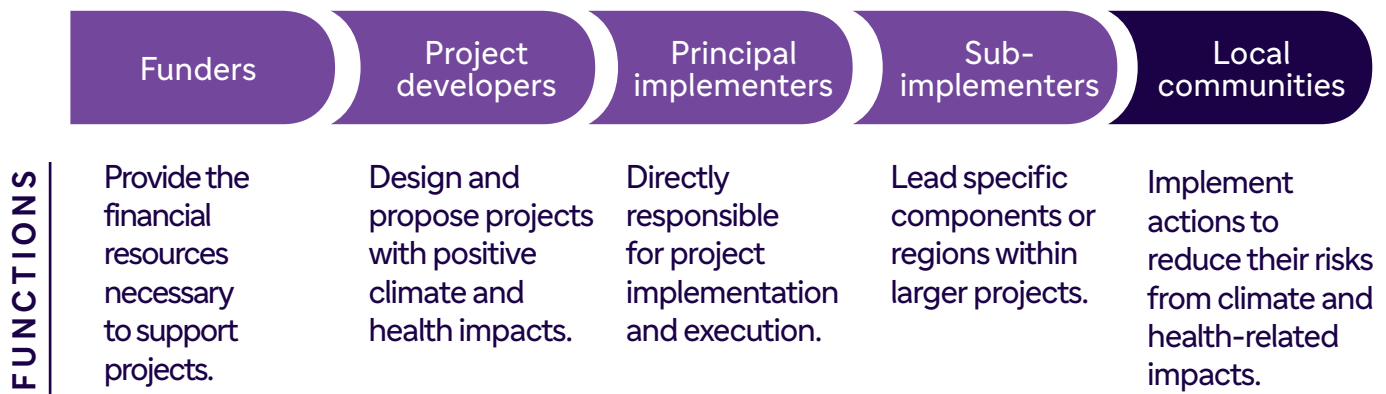 Funders
Project
developers
Principal
implementers
Sub-
implementers
Local
communities
FUNCTIONS
Provide the
financial
resources
necessary
to support
projects.
Design and
propose projects
with positive
climate and
health impacts.
Directly
responsible
for project
implementation
and execution.
Lead specific
components or
regions within
larger projects.
Implement
actions to
reduce their risks
from climate and
health-related
impacts.